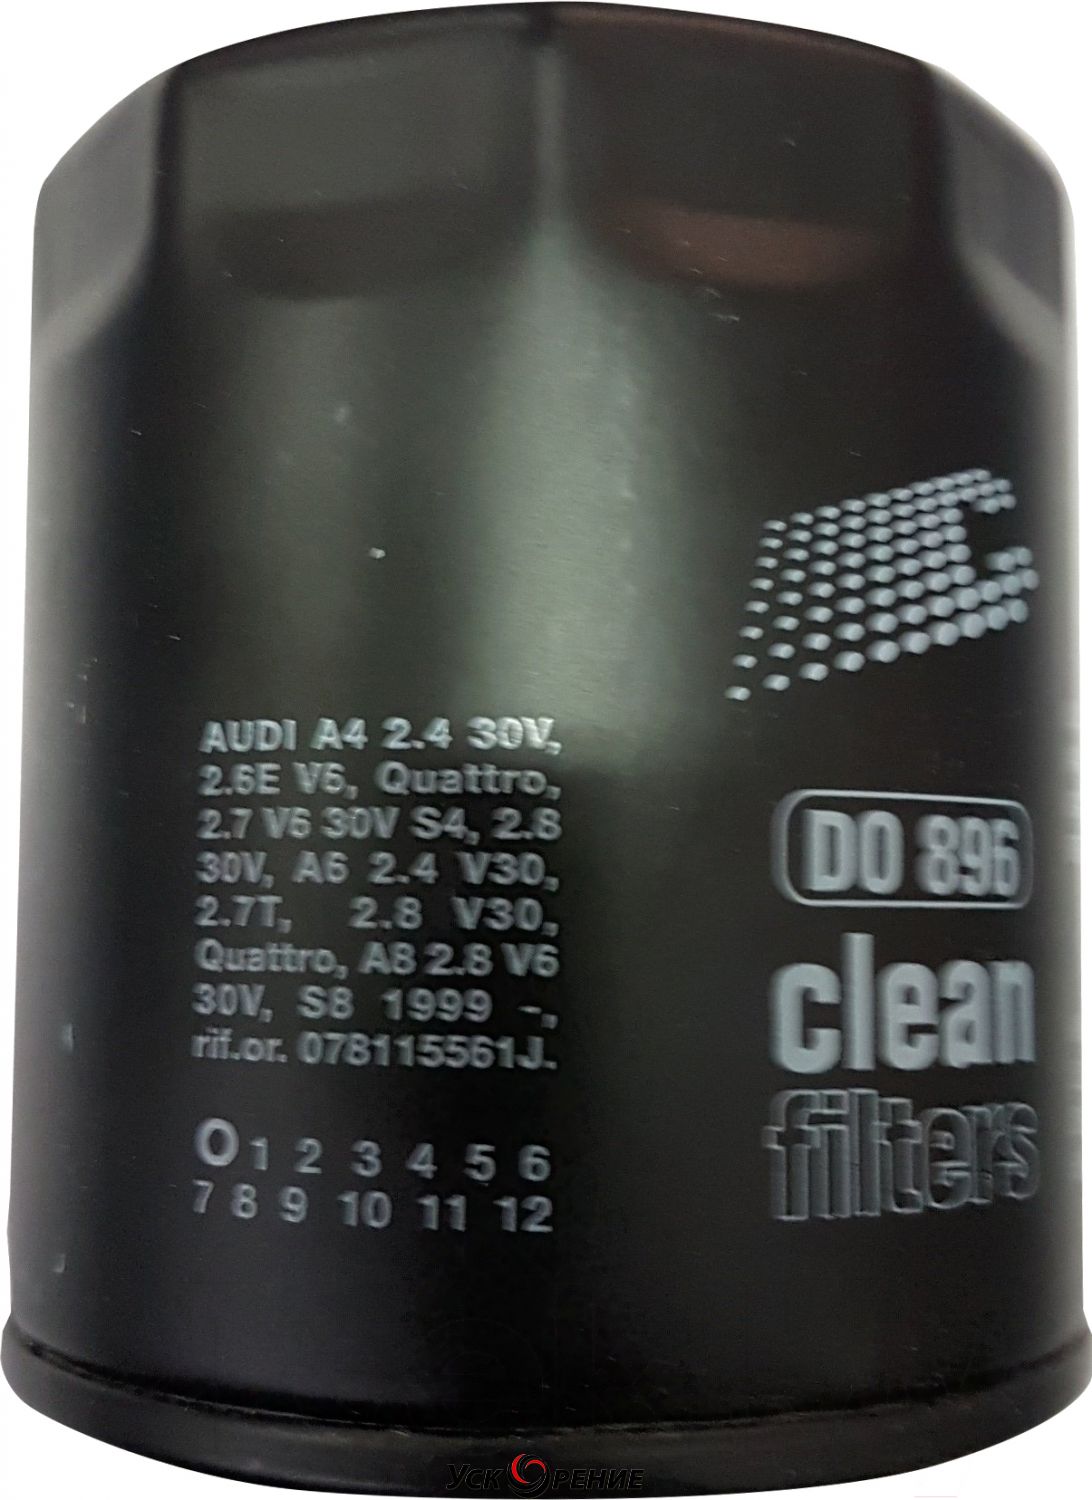 AUDI A4 2.4 30V,
2.6E V6, Quattro,
2.7 V6 30V S4, 2.8
30V, A6 2.4 V30,
2.7T, 2.8 V30,
Quattro, A8 2.8 V6
30V, S8 1999 -,
rif.or. 078115561J.
O 1 2 3 4 5 6
7 8 9 10 11 12
C
DO 896
clean
filters
УСКОРЕНИЕ